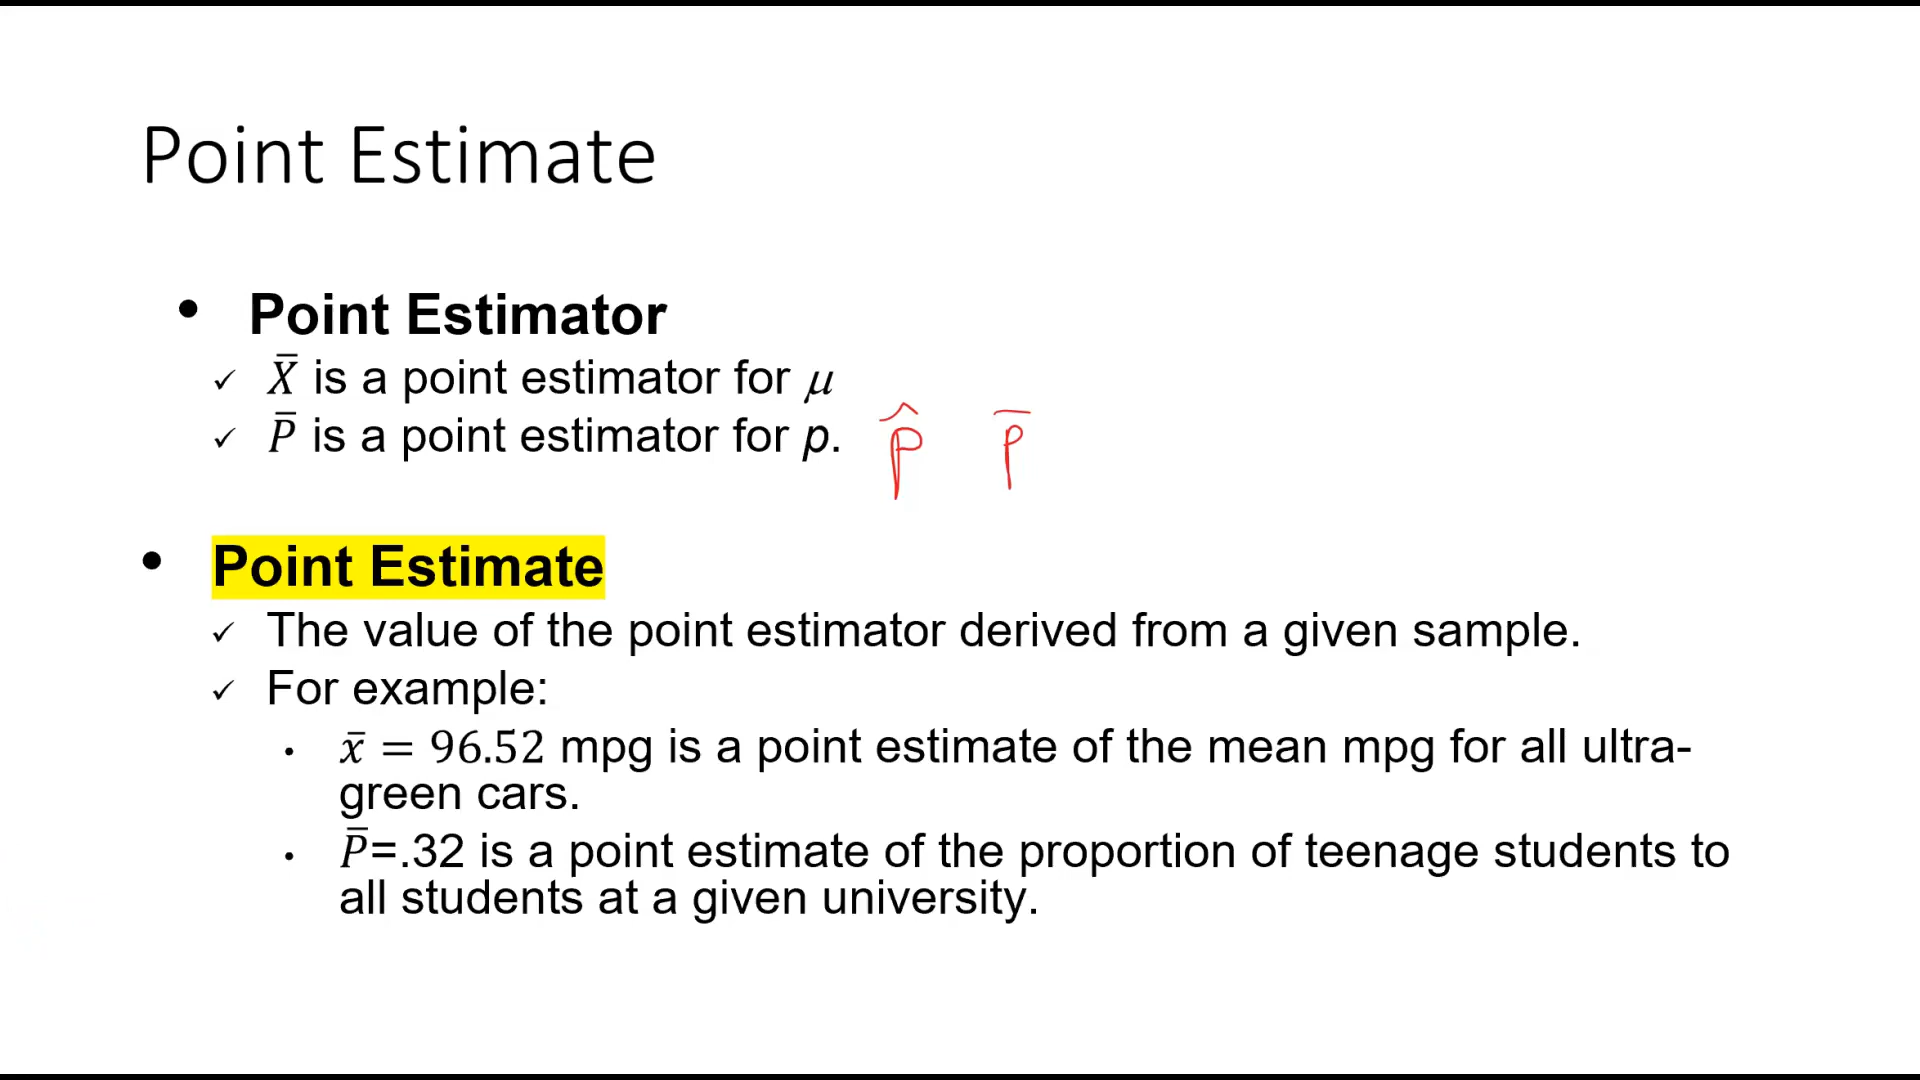 Point Estimate
• Point Estimator
✓ X̄ is a point estimator for μ
✓ P̄ is a point estimator for p. p̂ p̄
• Point Estimate
✓ The value of the point estimator derived from a given sample.
✓ For example:
• x̄ = 96.52 mpg is a point estimate of the mean mpg for all ultra-
green cars.
• P̄=.32 is a point estimate of the proportion of teenage students to
all students at a given university.